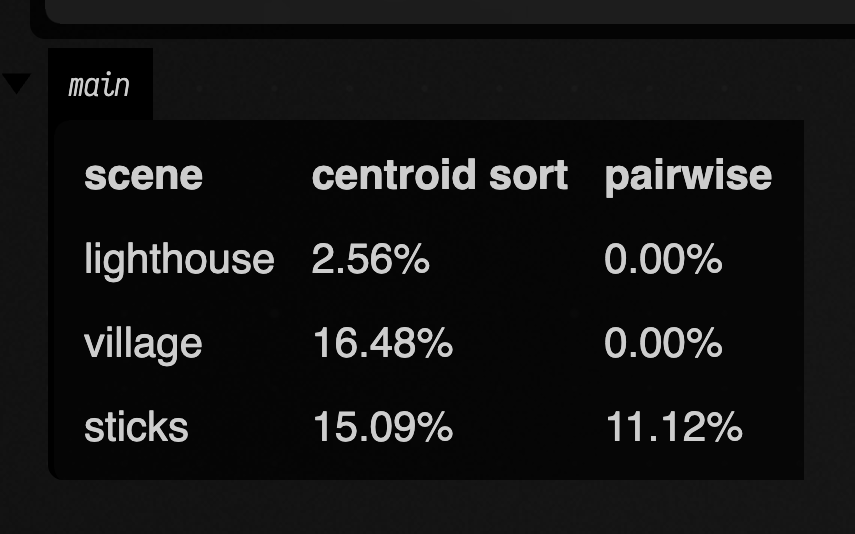 main
scene centroid sort pairwise
lighthouse 2.56% 0.00%
village 16.48% 0.00%
sticks 15.09% 11.12%